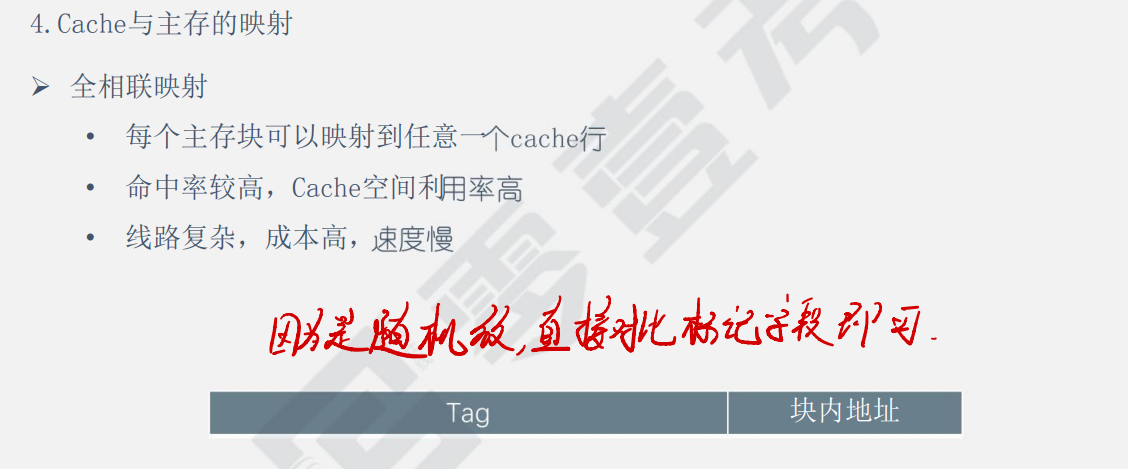 4.Cache与主存的映射
➢ 全相联映射
• 每个主存块可以映射到任意一个cache行
• 命中率较高，Cache空间利用率高
• 线路复杂，成本高，速度慢
因为是随机放,直接对比标记字段即可.
Tag 块内地址